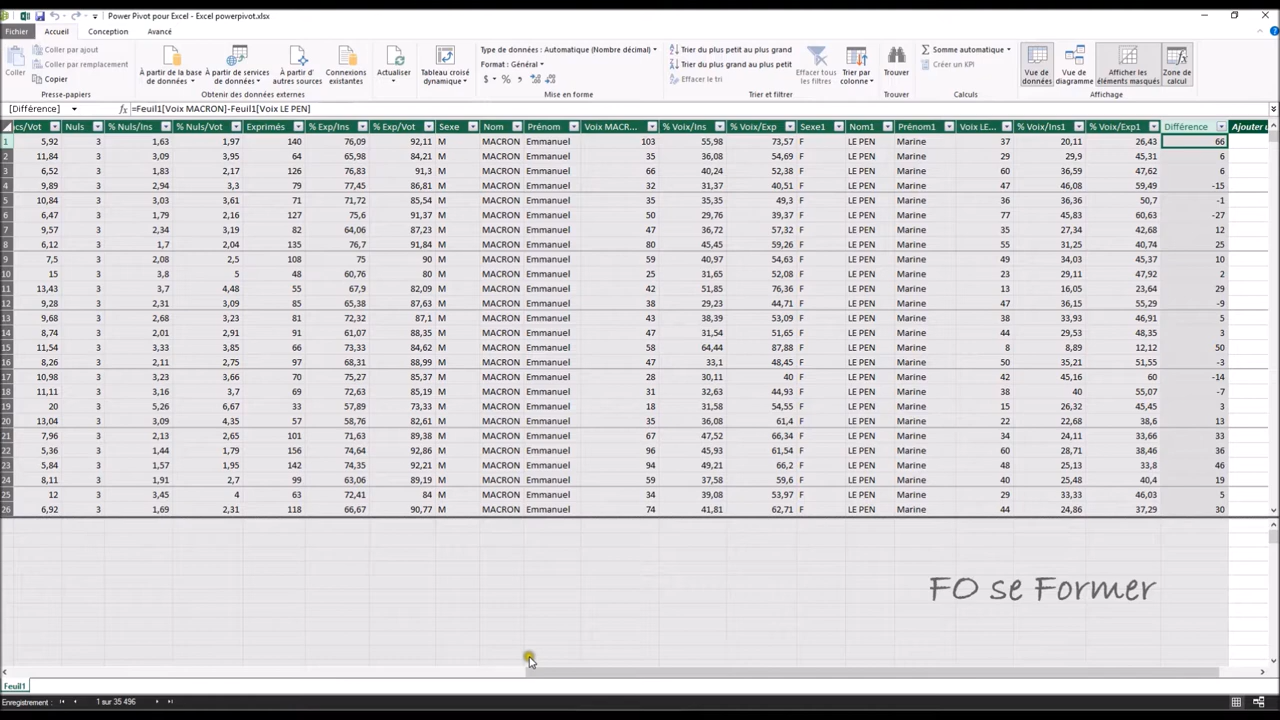 Power Pivot pour Excel - Excel powerpivot.xlsx
Fichier Accueil Conception Avancé
Coller
Coller par ajout
Coller par remplacement
Copier
Presse-papiers
À partir de la base de données
À partir de services de données
À partir d' autres sources
Connexions existantes
Obtenir des données externes
Actualiser
Tableau croisé dynamique
Type de données : Automatique (Nombre décimal)
Format : Général
$ % ,
Mise en forme
Trier du plus petit au plus grand
Trier du plus grand au plus petit
Effacer le tri
Effacer tous les filtres
Trier par colonne
Trier et filtrer
Trouver
Trouver
Somme automatique
Créer un KPI
Calculs
Vue de données
Vue de diagramme
Afficher les éléments masqués
Zone de calcul
Affichage
[Différence] fx =Feuil1[Voix MACRON]-Feuil1[Voix LE PEN]
cs/Vot Nuls % Nuls/Ins % Nuls/Vot Exprimés % Exp/Ins % Exp/Vot Sexe Nom Prénom Voix MACR... % Voix/Ins % Voix/Exp Sexe1 Nom1 Prénom1 Voix LE... % Voix/Ins1 % Voix/Exp1 Différence Ajouter
1 5,92 3 1,63 1,97 140 76,09 92,11 M MACRON Emmanuel 103 55,98 73,57 F LE PEN Marine 37 20,11 26,43 66
2 11,84 3 3,09 3,95 64 65,98 84,21 M MACRON Emmanuel 35 36,08 54,69 F LE PEN Marine 29 29,9 45,31 6
3 6,52 3 1,83 2,17 126 76,83 91,3 M MACRON Emmanuel 66 40,24 52,38 F LE PEN Marine 60 36,59 47,62 6
4 9,89 3 2,94 3,3 79 77,45 86,81 M MACRON Emmanuel 32 31,37 40,51 F LE PEN Marine 47 46,08 59,49 -15
5 10,84 3 3,03 3,61 71 71,72 85,54 M MACRON Emmanuel 35 35,35 49,3 F LE PEN Marine 36 36,36 50,7 -1
6 6,47 3 1,79 2,16 127 75,6 91,37 M MACRON Emmanuel 50 29,76 39,37 F LE PEN Marine 77 45,83 60,63 -27
7 9,57 3 2,34 3,19 82 64,06 87,23 M MACRON Emmanuel 47 36,72 57,32 F LE PEN Marine 35 27,34 42,68 12
8 6,12 3 1,7 2,04 135 76,7 91,84 M MACRON Emmanuel 80 45,45 59,26 F LE PEN Marine 55 31,25 40,74 25
9 7,5 3 2,08 2,5 108 75 90 M MACRON Emmanuel 59 40,97 54,63 F LE PEN Marine 49 34,03 45,37 10
10 15 3 3,8 5 48 60,76 80 M MACRON Emmanuel 25 31,65 52,08 F LE PEN Marine 23 29,11 47,92 2
11 13,43 3 3,7 4,48 55 67,9 82,09 M MACRON Emmanuel 42 51,85 76,36 F LE PEN Marine 13 16,05 23,64 29
12 9,28 3 2,31 3,09 85 65,38 87,63 M MACRON Emmanuel 38 29,23 44,71 F LE PEN Marine 47 36,15 55,29 -9
13 9,68 3 2,68 3,23 81 72,32 87,1 M MACRON Emmanuel 43 38,39 53,09 F LE PEN Marine 38 33,93 46,91 5
14 8,74 3 2,01 2,91 91 61,07 88,35 M MACRON Emmanuel 47 31,54 51,65 F LE PEN Marine 44 29,53 48,35 3
15 11,54 3 3,33 3,85 66 73,33 84,62 M MACRON Emmanuel 58 64,44 87,88 F LE PEN Marine 8 8,89 12,12 50
16 8,26 3 2,11 2,75 97 68,31 88,99 M MACRON Emmanuel 47 33,1 48,45 F LE PEN Marine 50 35,21 51,55 -3
17 10,98 3 3,23 3,66 70 75,27 85,37 M MACRON Emmanuel 28 30,11 40 F LE PEN Marine 42 45,16 60 -14
18 11,11 3 3,16 3,7 69 72,63 85,19 M MACRON Emmanuel 31 32,63 44,93 F LE PEN Marine 38 40 55,07 -7
19 20 3 5,26 6,67 33 57,89 73,33 M MACRON Emmanuel 18 31,58 54,55 F LE PEN Marine 15 26,32 45,45 3
20 13,04 3 3,09 4,35 57 58,76 82,61 M MACRON Emmanuel 35 36,08 61,4 F LE PEN Marine 22 22,68 38,6 13
21 7,96 3 2,13 2,65 101 71,63 89,38 M MACRON Emmanuel 67 47,52 66,34 F LE PEN Marine 34 24,11 33,66 33
22 5,36 3 1,44 1,79 156 74,64 92,86 M MACRON Emmanuel 96 45,93 61,54 F LE PEN Marine 60 28,71 38,46 36
23 5,84 3 1,57 1,95 142 74,35 92,21 M MACRON Emmanuel 94 49,21 66,2 F LE PEN Marine 48 25,13 33,8 46
24 8,11 3 1,91 2,7 99 63,06 89,19 M MACRON Emmanuel 59 37,58 59,6 F LE PEN Marine 40 25,48 40,4 19
25 12 3 3,45 4 63 72,41 84 M MACRON Emmanuel 34 39,08 53,97 F LE PEN Marine 29 33,33 46,03 5
26 6,92 3 1,69 2,31 118 66,67 90,77 M MACRON Emmanuel 74 41,81 62,71 F LE PEN Marine 44 24,86 37,29 30
FO se Former
Feuil1
Enregistrement : 1 sur 35 496